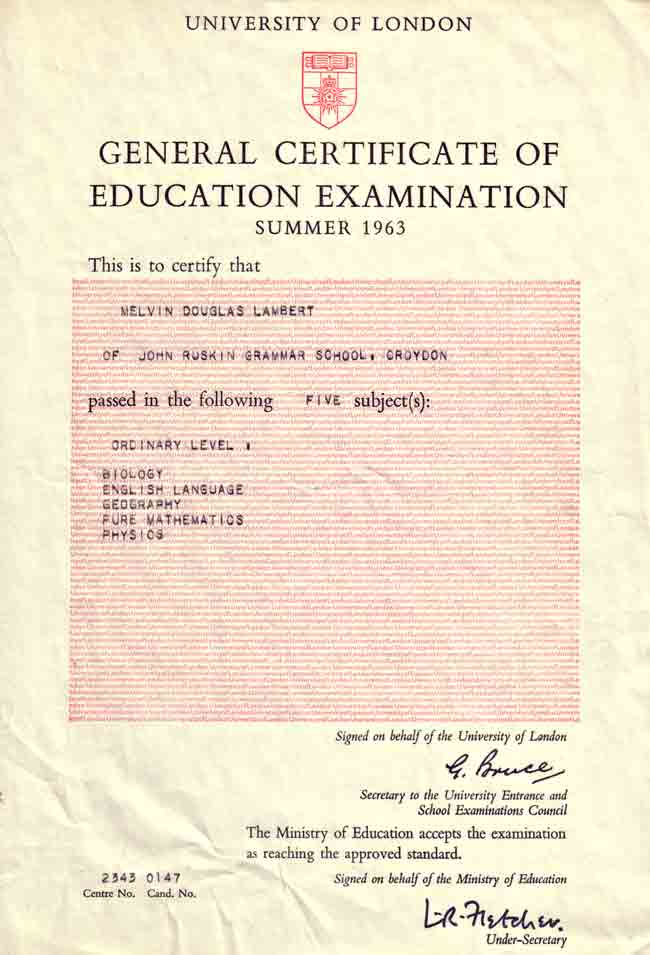 UNIVERSITY OF LONDON
GENERAL CERTIFICATE OF
EDUCATION EXAMINATION
SUMMER 1963
This is to certify that
MELVIN DOUGLAS LAMBERT
OF JOHN RUSKIN GRAMMAR SCHOOL, CROYDON
passed in the following FIVE subject(s):
ORDINARY LEVEL :
BIOLOGY
ENGLISH LANGUAGE
GEOGRAPHY
PURE MATHEMATICS
PHYSICS
Signed on behalf of the University of London
G. Bruce
Secretary to the University Entrance and
School Examinations Council
The Ministry of Education accepts the examination
as reaching the approved standard.
2343 0147
Centre No. Cand. No.
Signed on behalf of the Ministry of Education
L.R. Fletcher.
Under-Secretary